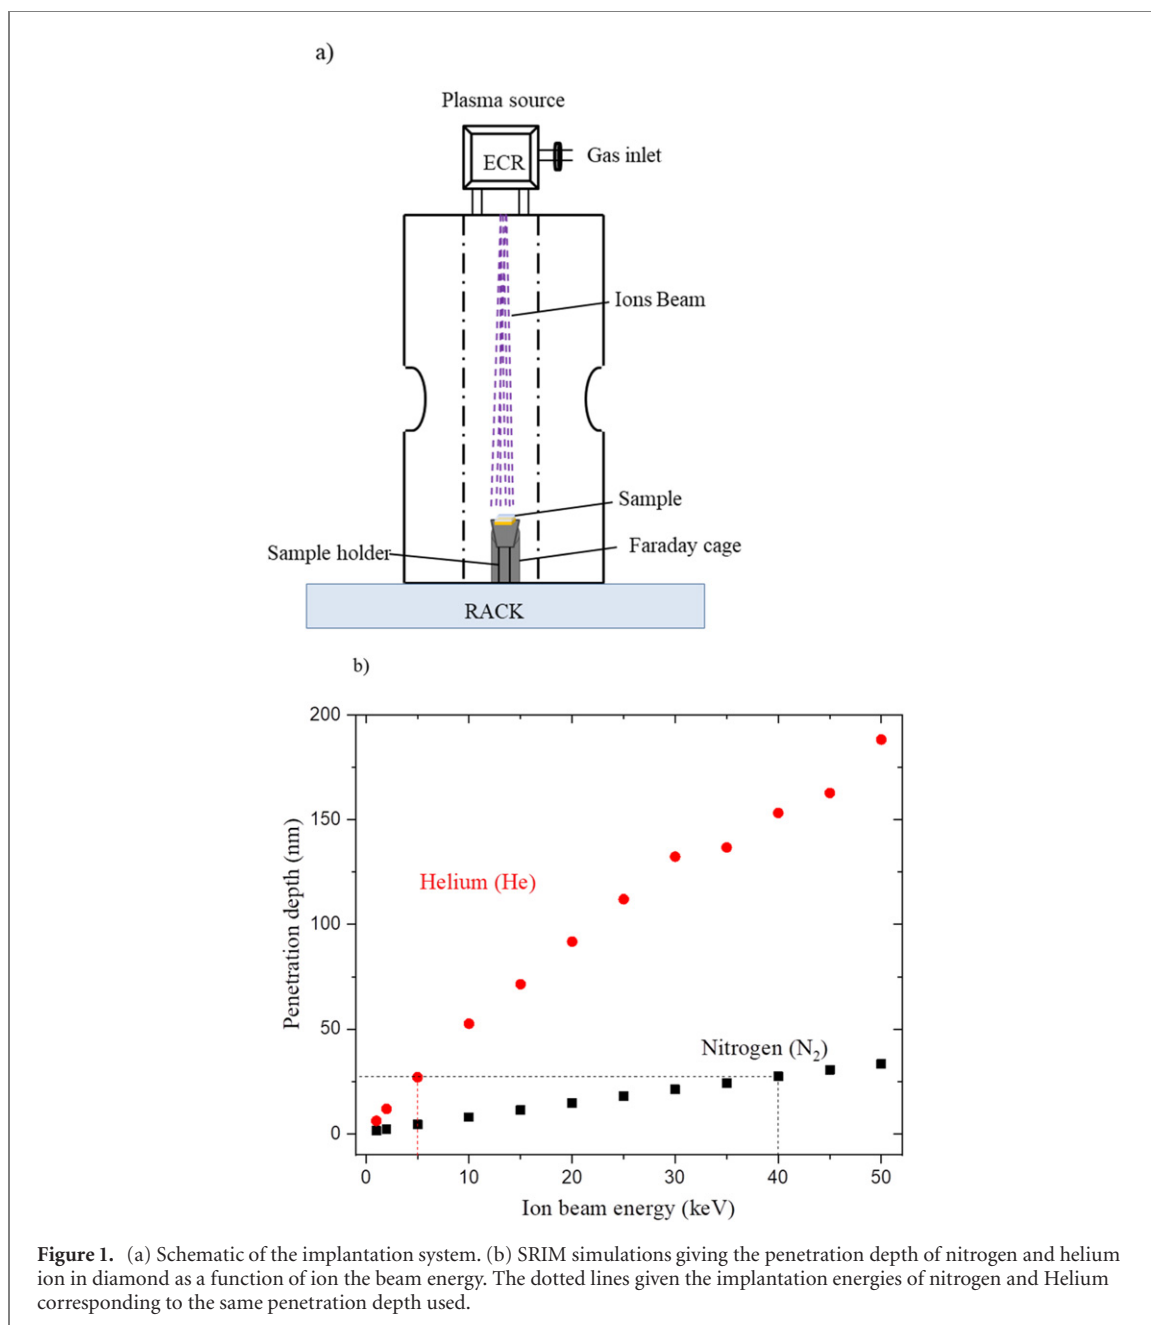 a)
Plasma source
ECR
Gas inlet
Ions Beam
Sample
Sample holder
Faraday cage
RACK
b)
200
150
100
50
0
Penetration depth (nm)
Helium (He)
Nitrogen (N₂)
0 10 20 30 40 50
Ion beam energy (keV)
Figure 1. (a) Schematic of the implantation system. (b) SRIM simulations giving the penetration depth of nitrogen and helium
ion in diamond as a function of ion the beam energy. The dotted lines given the implantation energies of nitrogen and Helium
corresponding to the same penetration depth used.